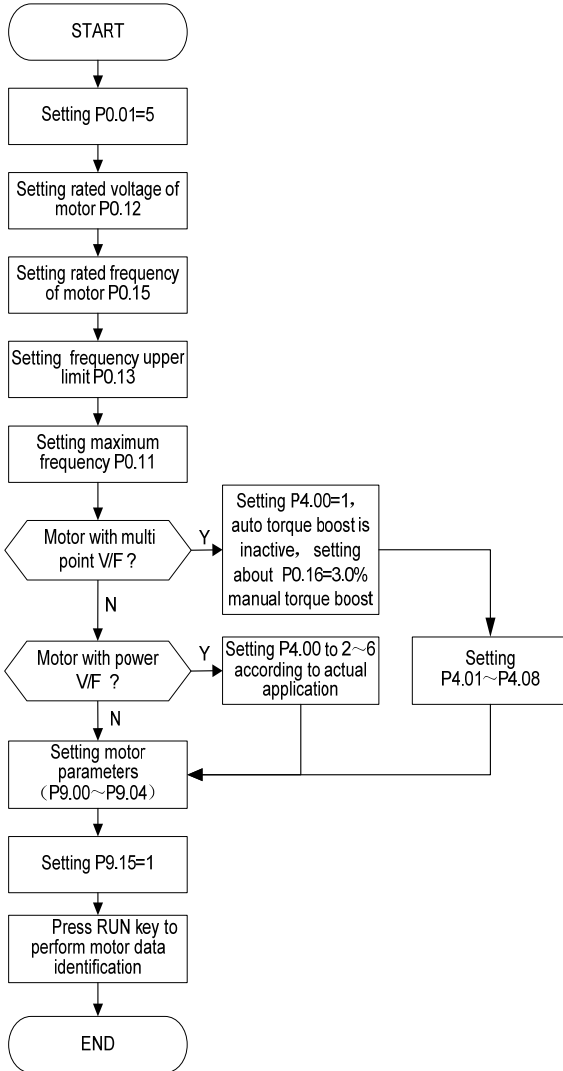 START
Setting P0.01=5
Setting rated voltage of
motor P0.12
Setting rated frequency
of motor P0.15
Setting frequency upper
limit P0.13
Setting maximum
frequency P0.11
Motor with multi
point V/F ?
Y
Setting P4.00=1,
auto torque boost is
inactive, setting
about P0.16=3.0%
manual torque boost
N
Motor with power
V/F ?
Y
Setting P4.00 to 2～6
according to actual
application
Setting
P4.01～P4.08
N
Setting motor
parameters
（P9.00～P9.04）
Setting P9.15=1
Press RUN key to
perform motor data
identification
END